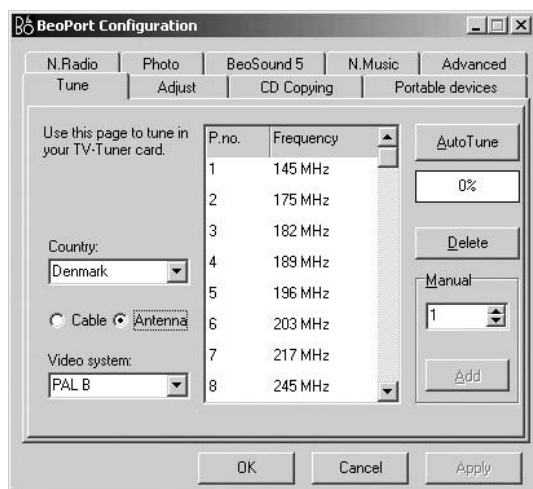 BeoPort Configuration
N.Radio Photo BeoSound 5 N.Music Advanced
Tune Adjust CD Copying Portable devices
Use this page to tune in
your TV-Tuner card.
Country:
Denmark
Cable Antenna
Video system:
PAL B
P.no. Frequency
1 145 MHz
2 175 MHz
3 182 MHz
4 189 MHz
5 196 MHz
6 203 MHz
7 217 MHz
8 245 MHz
AutoTune
0%
Delete
Manual
1
Add
OK Cancel Apply